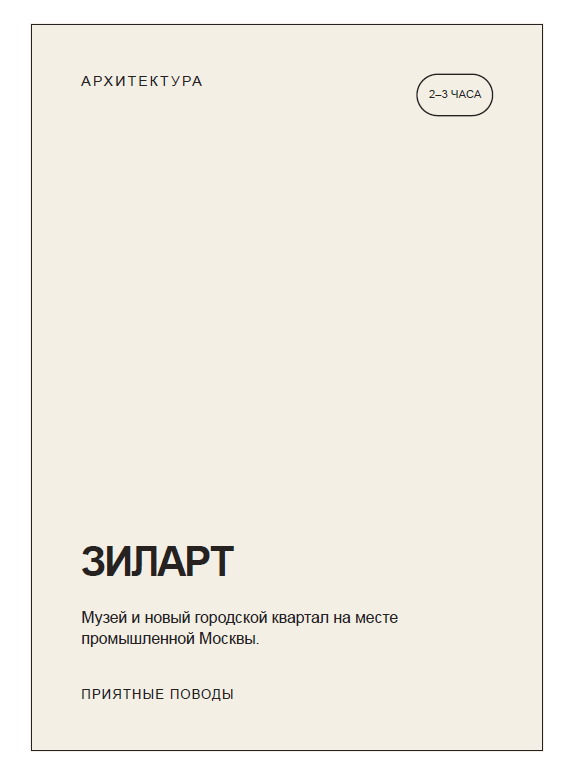 АРХИТЕКТУРА
2–3 ЧАСА
ЗИЛАРТ
Музей и новый городской квартал на месте
промышленной Москвы.
ПРИЯТНЫЕ ПОВОДЫ